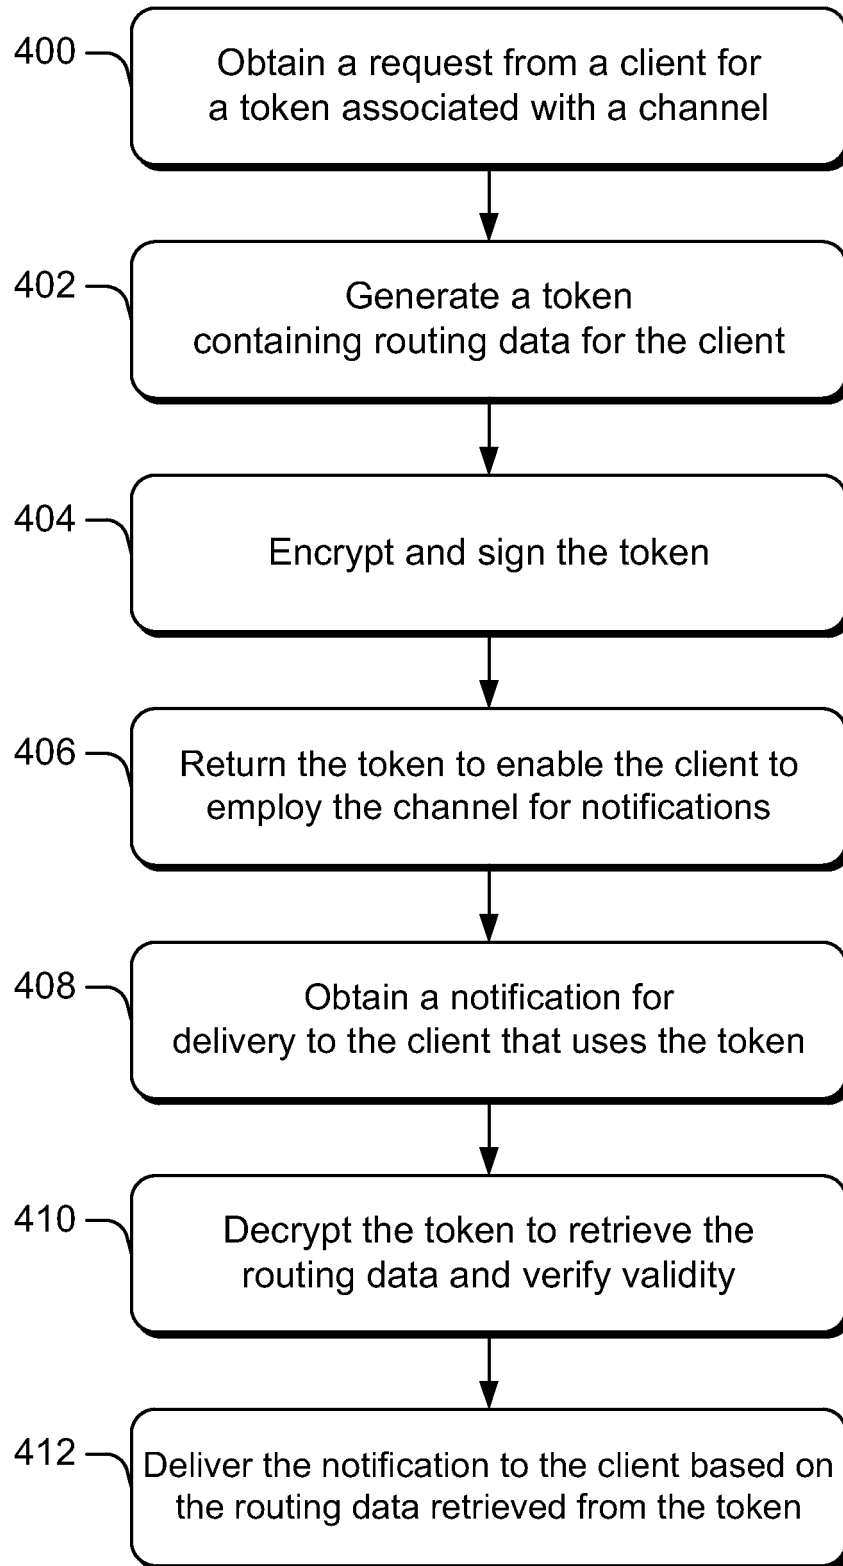 400
Obtain a request from a client for
a token associated with a channel
402
Generate a token
containing routing data for the client
404
Encrypt and sign the token
406
Return the token to enable the client to
employ the channel for notifications
408
Obtain a notification for
delivery to the client that uses the token
410
Decrypt the token to retrieve the
routing data and verify validity
412
Deliver the notification to the client based on
the routing data retrieved from the token